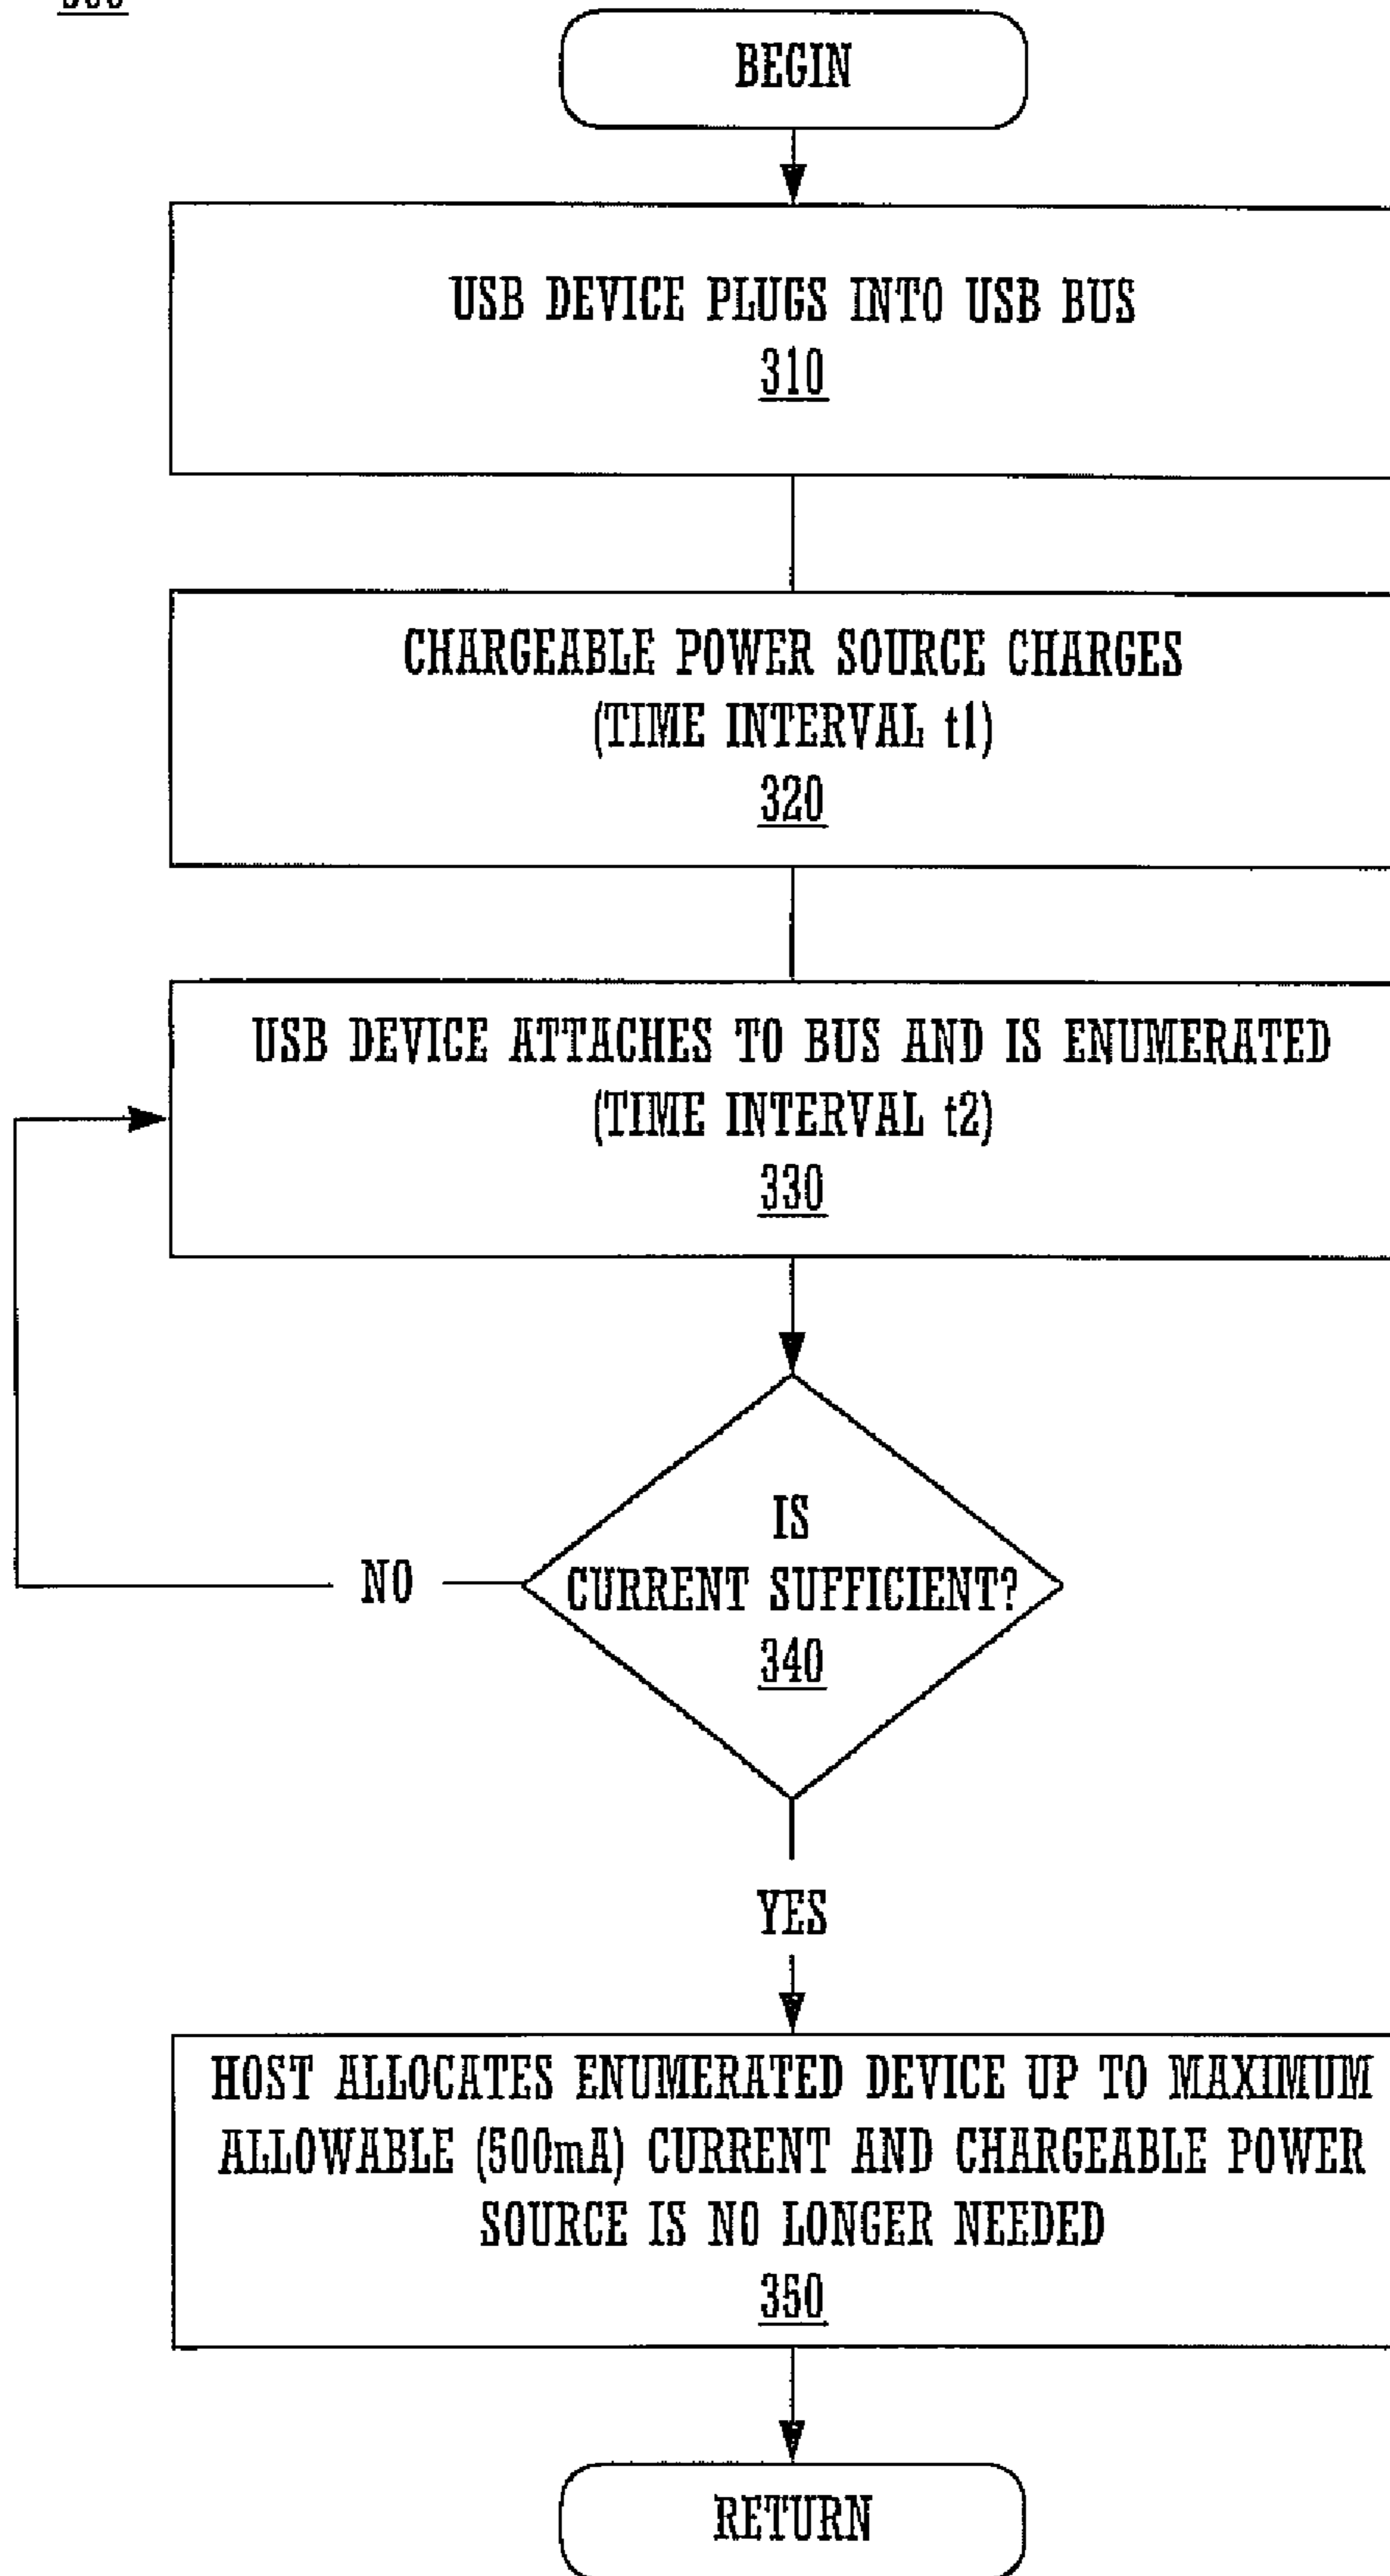 BEGIN
USB DEVICE PLUGS INTO USB BUS
310
CHARGEABLE POWER SOURCE CHARGES
(TIME INTERVAL t1)
320
USB DEVICE ATTACHES TO BUS AND IS ENUMERATED
(TIME INTERVAL t2)
330
IS
CURRENT SUFFICIENT?
340
NO
YES
HOST ALLOCATES ENUMERATED DEVICE UP TO MAXIMUM
ALLOWABLE (500mA) CURRENT AND CHARGEABLE POWER
SOURCE IS NO LONGER NEEDED
350
RETURN